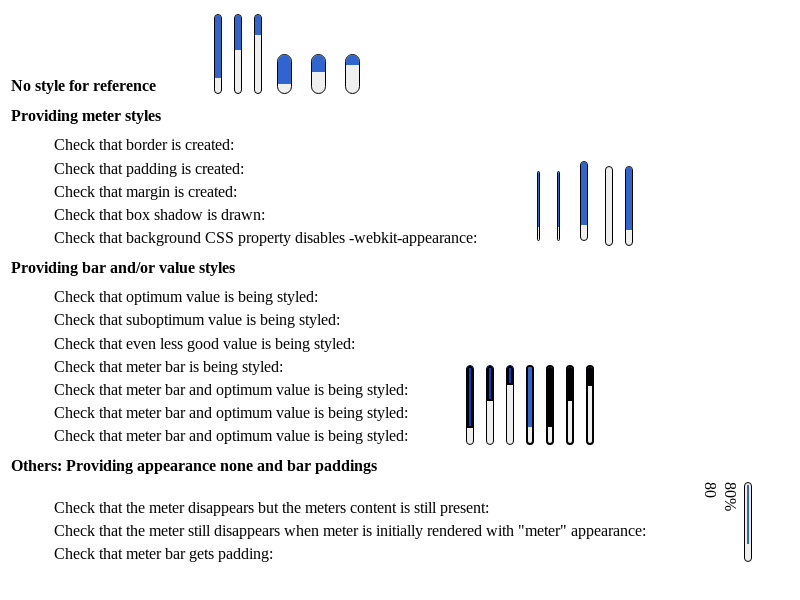 No style for reference
Providing meter styles
Check that border is created:
Check that padding is created:
Check that margin is created:
Check that box shadow is drawn:
Check that background CSS property disables -webkit-appearance:
Providing bar and/or value styles
Check that optimum value is being styled:
Check that suboptimum value is being styled:
Check that even less good value is being styled:
Check that meter bar is being styled:
Check that meter bar and optimum value is being styled:
Check that meter bar and optimum value is being styled:
Check that meter bar and optimum value is being styled:
Others: Providing appearance none and bar paddings
Check that the meter disappears but the meters content is still present:
Check that the meter still disappears when meter is initially rendered with "meter" appearance:
Check that meter bar gets padding:
80
80%